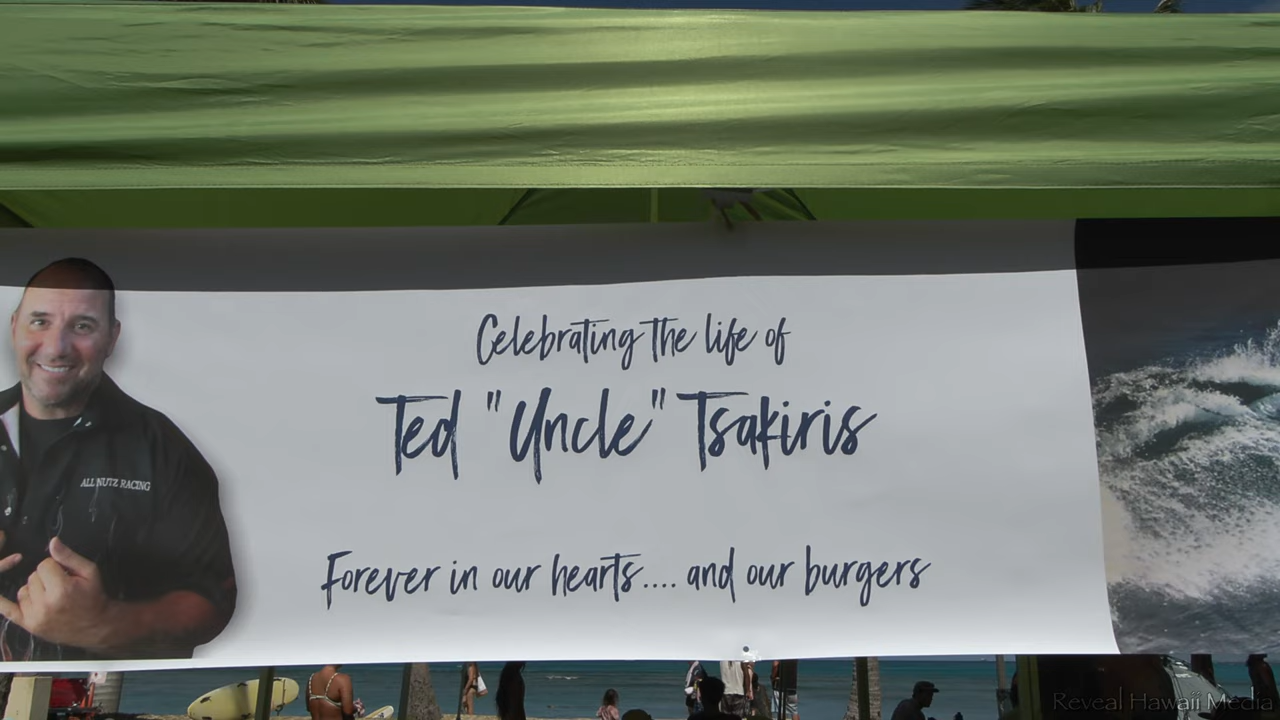 Celebrating the life of
Ted "Uncle" Tsakiris
ALL NUTZ RACING
Forever in our hearts.... and our burgers
Reveal Hawaii Media